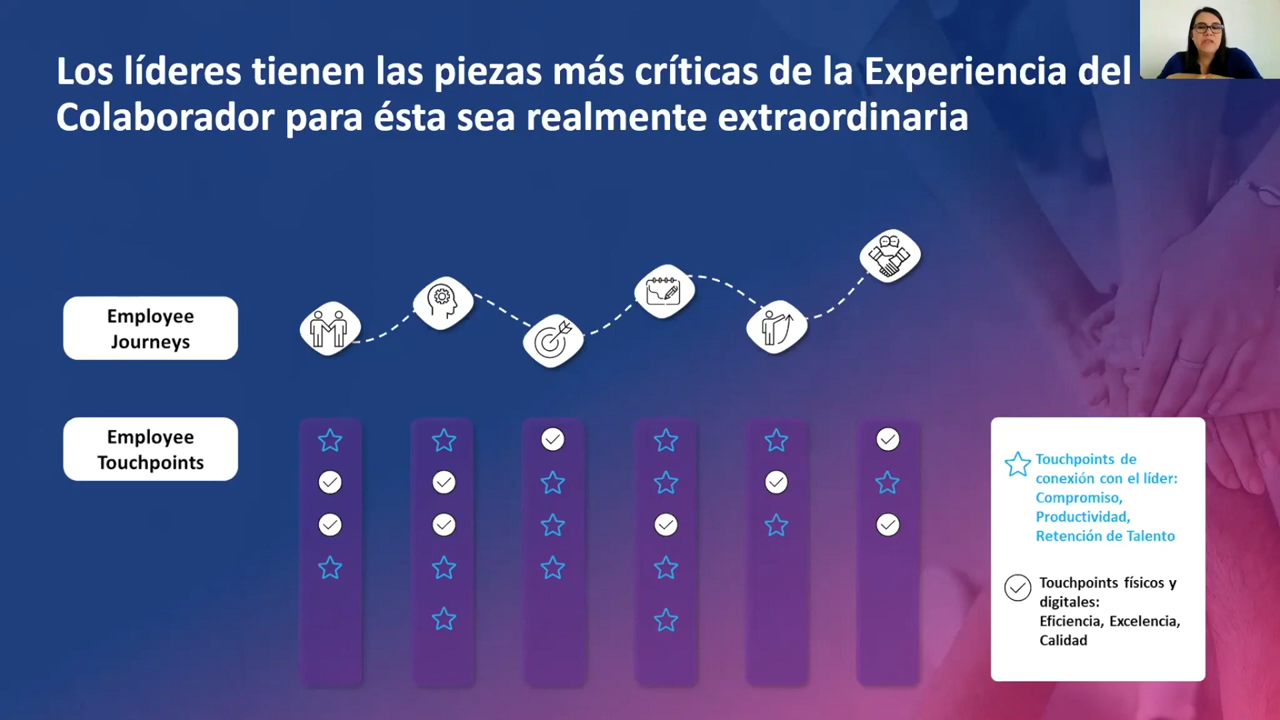 Los líderes tienen las piezas más críticas de la Experiencia del
Colaborador para ésta sea realmente extraordinaria
Employee
Journeys
Employee
Touchpoints
Touchpoints de
conexión con el líder:
Compromiso,
Productividad,
Retención de Talento
Touchpoints físicos y
digitales:
Eficiencia, Excelencia,
Calidad